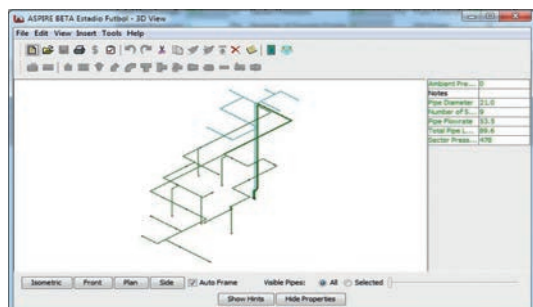 ASPIRE BETA Estadio Futbol - 3D View
File Edit View Insert Tools Help
Ambient Pre... 0
Notes
Pipe Diameter 21.0
Number of S... 9
Pipe Flowrate 53.5
Total Pipe L... 89.6
Sector Press... 470
Isometric Front Plan Side Auto Frame Visible Pipes: All Selected
Show Hints Hide Properties